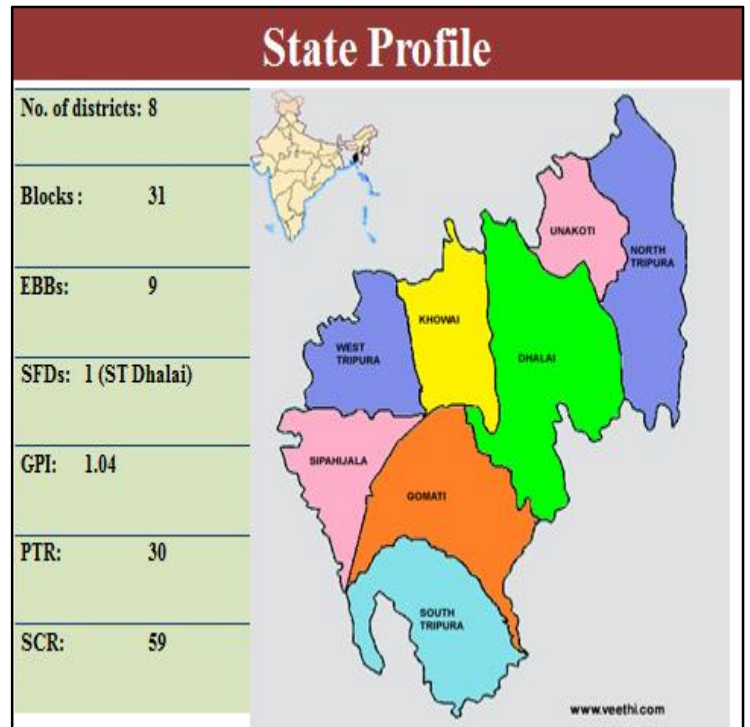 State Profile
No. of districts: 8
Blocks : 31
EBBs: 9
SFDs: 1 (ST Dhalai)
GPI: 1.04
PTR: 30
SCR: 59
UNAKOTI
NORTH
TRIPURA
KHOWAI
WEST
TRIPURA
DHALAI
SIPAHIJALA
GOMATI
SOUTH
TRIPURA
www.veethi.com